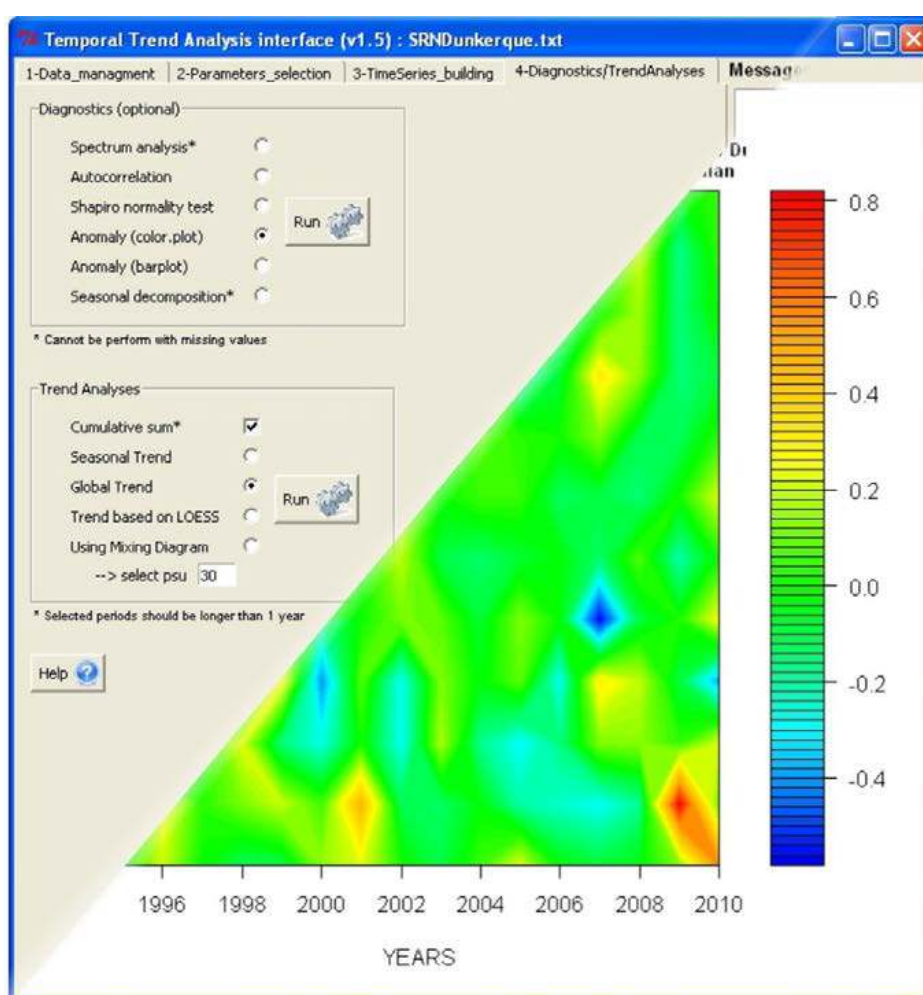 Temporal Trend Analysis interface (v1.5) : SRNDunkerque.txt
1-Data_managment 2-Parameters_selection 3-TimeSeries_building 4-Diagnostics/TrendAnalyses Message
Diagnostics (optional)
Spectrum analysis*
Autocorrelation
Shapiro normality test
Anomaly (color.plot)
Anomaly (barplot)
Seasonal decomposition*
Run
* Cannot be perform with missing values
Trend Analyses
Cumulative sum*
Seasonal Trend
Global Trend
Trend based on LOESS
Using Mixing Diagram
--> select psu 30
Run
* Selected periods should be longer than 1 year
Help
0.8
0.6
0.4
0.2
0.0
-0.2
-0.4
1996 1998 2000 2002 2004 2006 2008 2010
YEARS